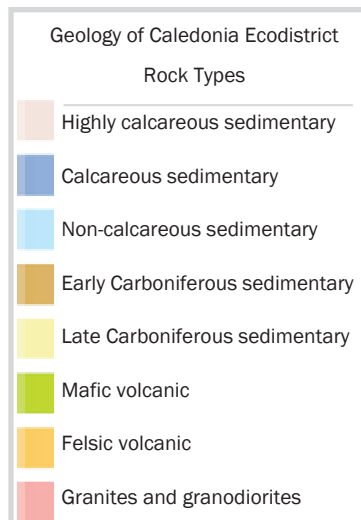 Geology of Caledonia Ecodistrict
Rock Types
Highly calcareous sedimentary
Calcareous sedimentary
Non-calcareous sedimentary
Early Carboniferous sedimentary
Late Carboniferous sedimentary
Mafic volcanic
Felsic volcanic
Granites and granodiorites